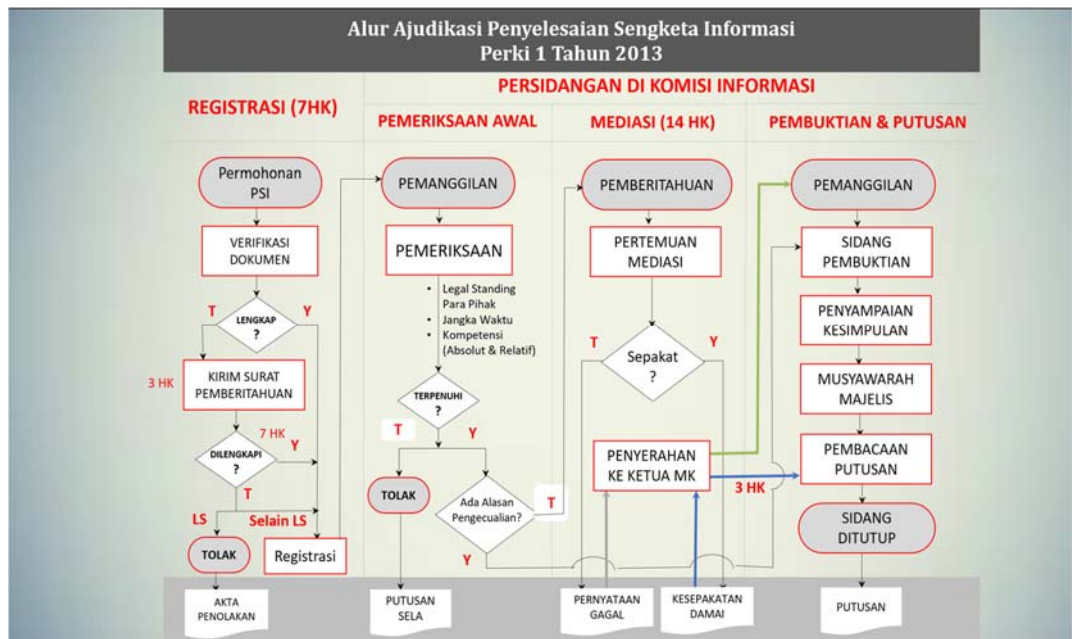 Alur Ajudikasi Penyelesaian Sengketa Informasi
Perki 1 Tahun 2013
REGISTRASI (7HK)
PERSIDANGAN DI KOMISI INFORMASI
PEMERIKSAAN AWAL
MEDIASI (14 HK)
PEMBUKTIAN & PUTUSAN
Permohonan
PSI
VERIFIKASI
DOKUMEN
T
Y
LENGKAP
?
3 HK
KIRIM SURAT
PEMBERITAHUAN
7 HK
Y
DILENGKAPI
?
T
LS
Selain LS
TOLAK
Registrasi
AKTA
PENOLAKAN
PEMANGGILAN
PEMERIKSAAN
• Legal Standing
Para Pihak
• Jangka Waktu
• Kompetensi
(Absolut & Relatif)
TERPENUHI
?
T
Y
TOLAK
Ada Alasan
Pengecualian?
T
Y
PUTUSAN
SELA
PEMBERITAHUAN
PERTEMUAN
MEDIASI
T
Y
Sepakat
?
PENYERAHAN
KE KETUA MK
3 HK
PERNYATAAN
GAGAL
KESEPAKATAN
DAMAI
PEMANGGILAN
SIDANG
PEMBUKTIAN
PENYAMPAIAN
KESIMPULAN
MUSYAWARAH
MAJELIS
PEMBACAAN
PUTUSAN
SIDANG
DITUTUP
PUTUSAN